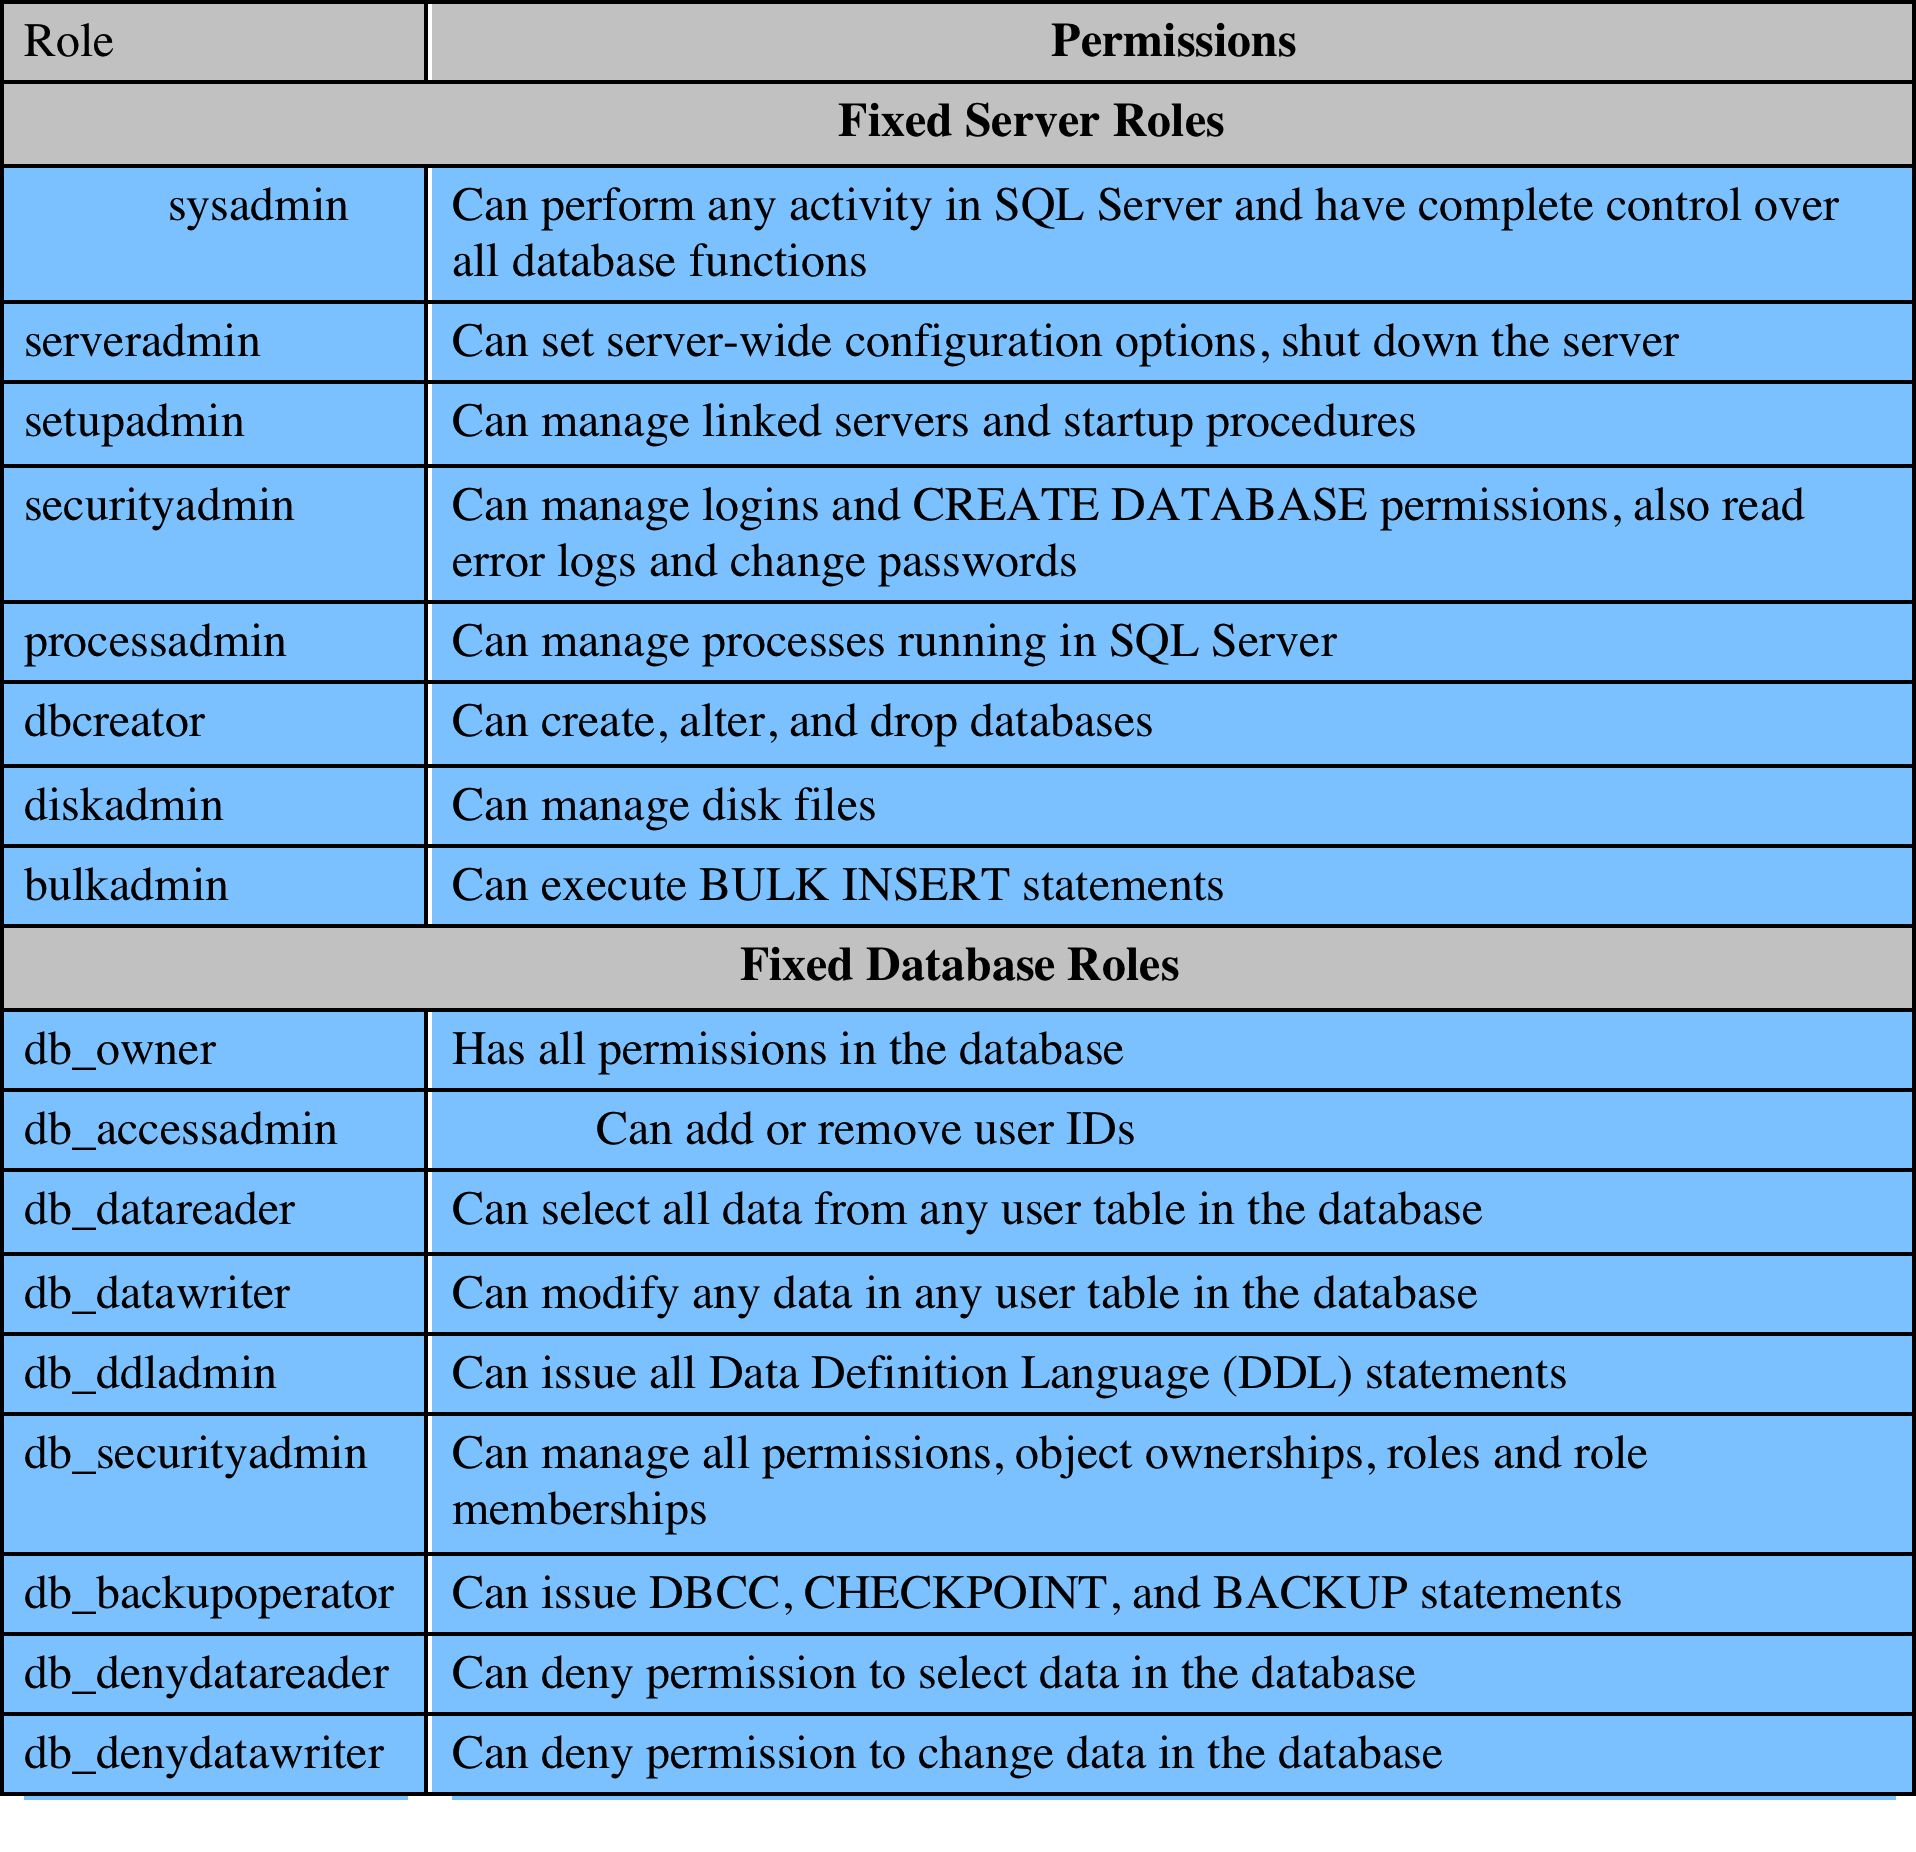 Role Permissions
Fixed Server Roles
sysadmin Can perform any activity in SQL Server and have complete control over
all database functions
serveradmin Can set server-wide configuration options, shut down the server
setupadmin Can manage linked servers and startup procedures
securityadmin Can manage logins and CREATE DATABASE permissions, also read
error logs and change passwords
processadmin Can manage processes running in SQL Server
dbcreator Can create, alter, and drop databases
diskadmin Can manage disk files
bulkadmin Can execute BULK INSERT statements
Fixed Database Roles
db_owner Has all permissions in the database
db_accessadmin Can add or remove user IDs
db_datareader Can select all data from any user table in the database
db_datawriter Can modify any data in any user table in the database
db_ddladmin Can issue all Data Definition Language (DDL) statements
db_securityadmin Can manage all permissions, object ownerships, roles and role
memberships
db_backupoperator Can issue DBCC, CHECKPOINT, and BACKUP statements
db_denydatareader Can deny permission to select data in the database
db_denydatawriter Can deny permission to change data in the database